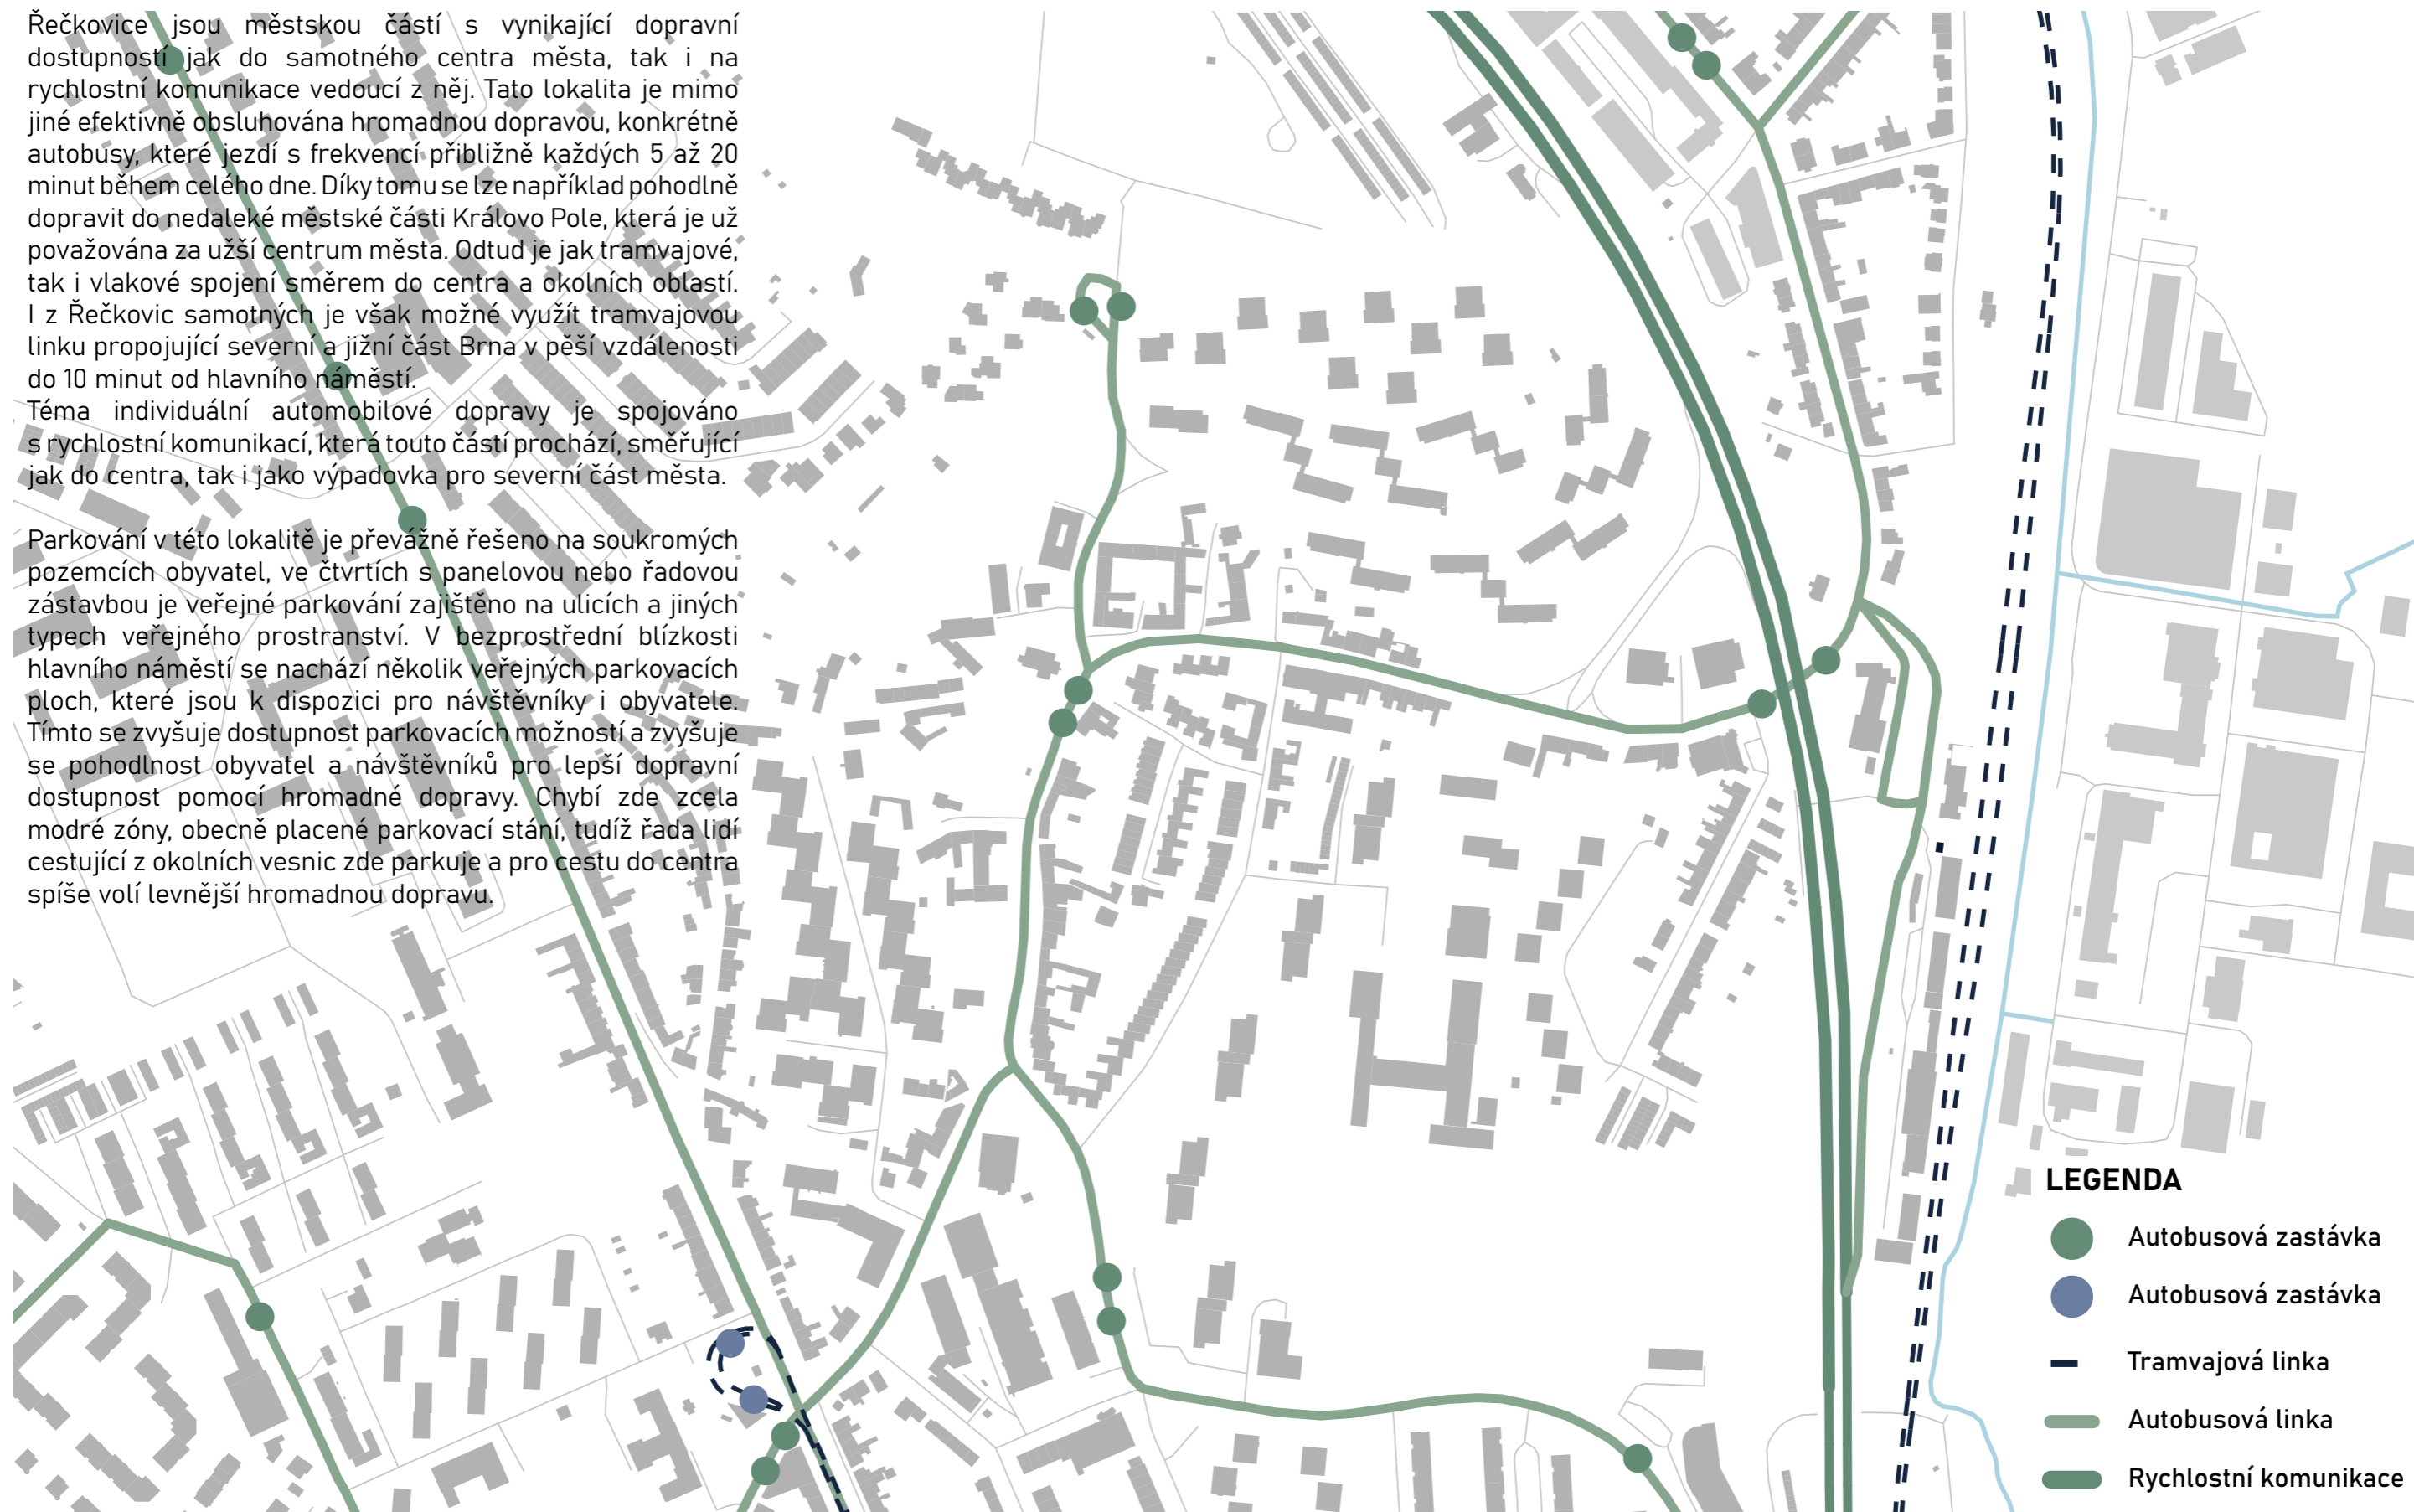 Řečkovice jsou městskou částí s vynikající dopravní
dostupností jak do samotného centra města, tak i na
rychlostní komunikace vedoucí z něj. Tato lokalita je mimo
jiné efektivně obsluhována hromadnou dopravou, konkrétně
autobusy, které jezdí s frekvencí přibližně každých 5 až 20
minut během celého dne. Díky tomu se lze například pohodlně
dopravit do nedaleké městské části Královo Pole, která je už
považována za užší centrum města. Odtud je jak tramvajové,
tak i vlakové spojení směrem do centra a okolních oblastí.
I z Řečkovic samotných je však možné využít tramvajovou
linku propojující severní a jižní část Brna v pěší vzdálenosti
do 10 minut od hlavního náměstí.
Téma individuální automobilové dopravy je spojováno
s rychlostní komunikací, která touto částí prochází, směřující
jak do centra, tak i jako výpadovka pro severní část města.
Parkování v této lokalitě je převážně řešeno na soukromých
pozemcích obyvatel, ve čtvrtích s panelovou nebo řadovou
zástavbou je veřejné parkování zajištěno na ulicích a jiných
typech veřejného prostranství. V bezprostřední blízkosti
hlavního náměstí se nachází několik veřejných parkovacích
ploch, které jsou k dispozici pro návštěvníky i obyvatele.
Tímto se zvyšuje dostupnost parkovacích možností a zvyšuje
se pohodlnost obyvatel a návštěvníků pro lepší dopravní
dostupnost pomocí hromadné dopravy. Chybí zde zcela
modré zóny, obecně placené parkovací stání, tudíž řada lidí
cestující z okolních vesnic zde parkuje a pro cestu do centra
spíše volí levnější hromadnou dopravu.
LEGENDA
Autobusová zastávka
Autobusová zastávka
Tramvajová linka
Autobusová linka
Rychlostní komunikace